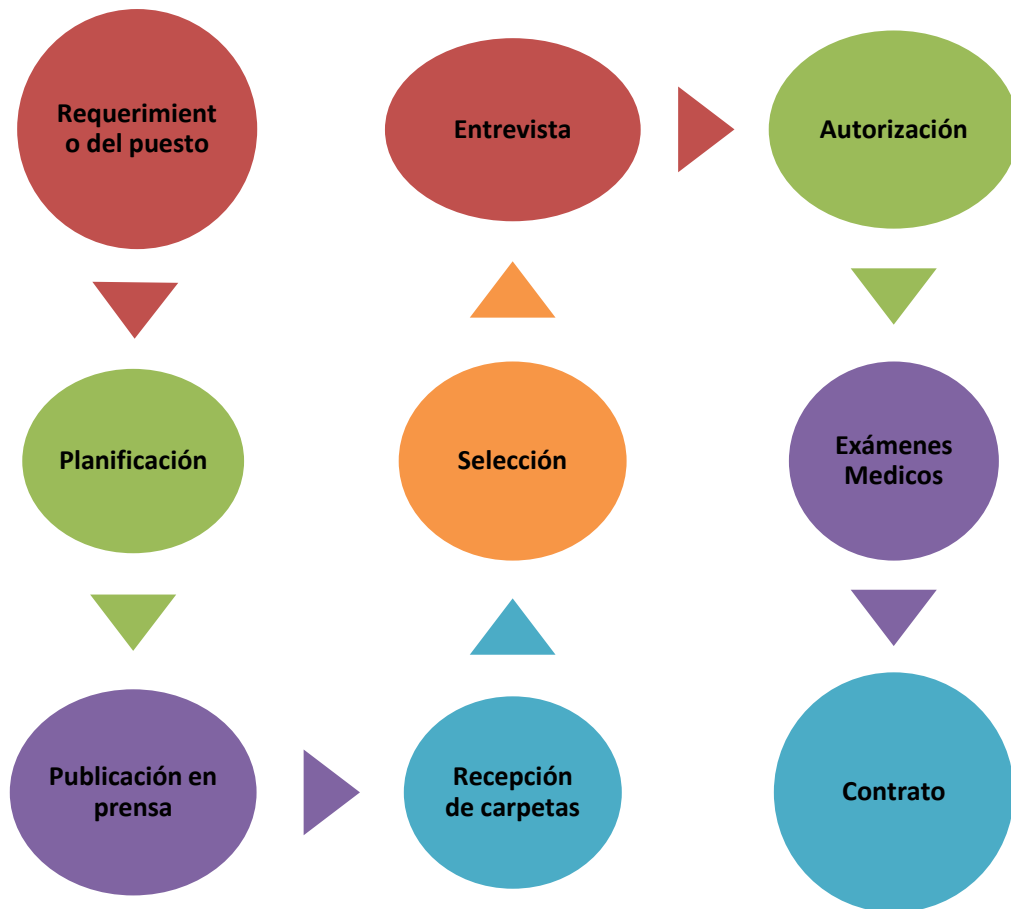 Requerimient
o del puesto
Planificación
Publicación en
prensa
Recepción
de carpetas
Selección
Entrevista
Autorización
Exámenes
Medicos
Contrato